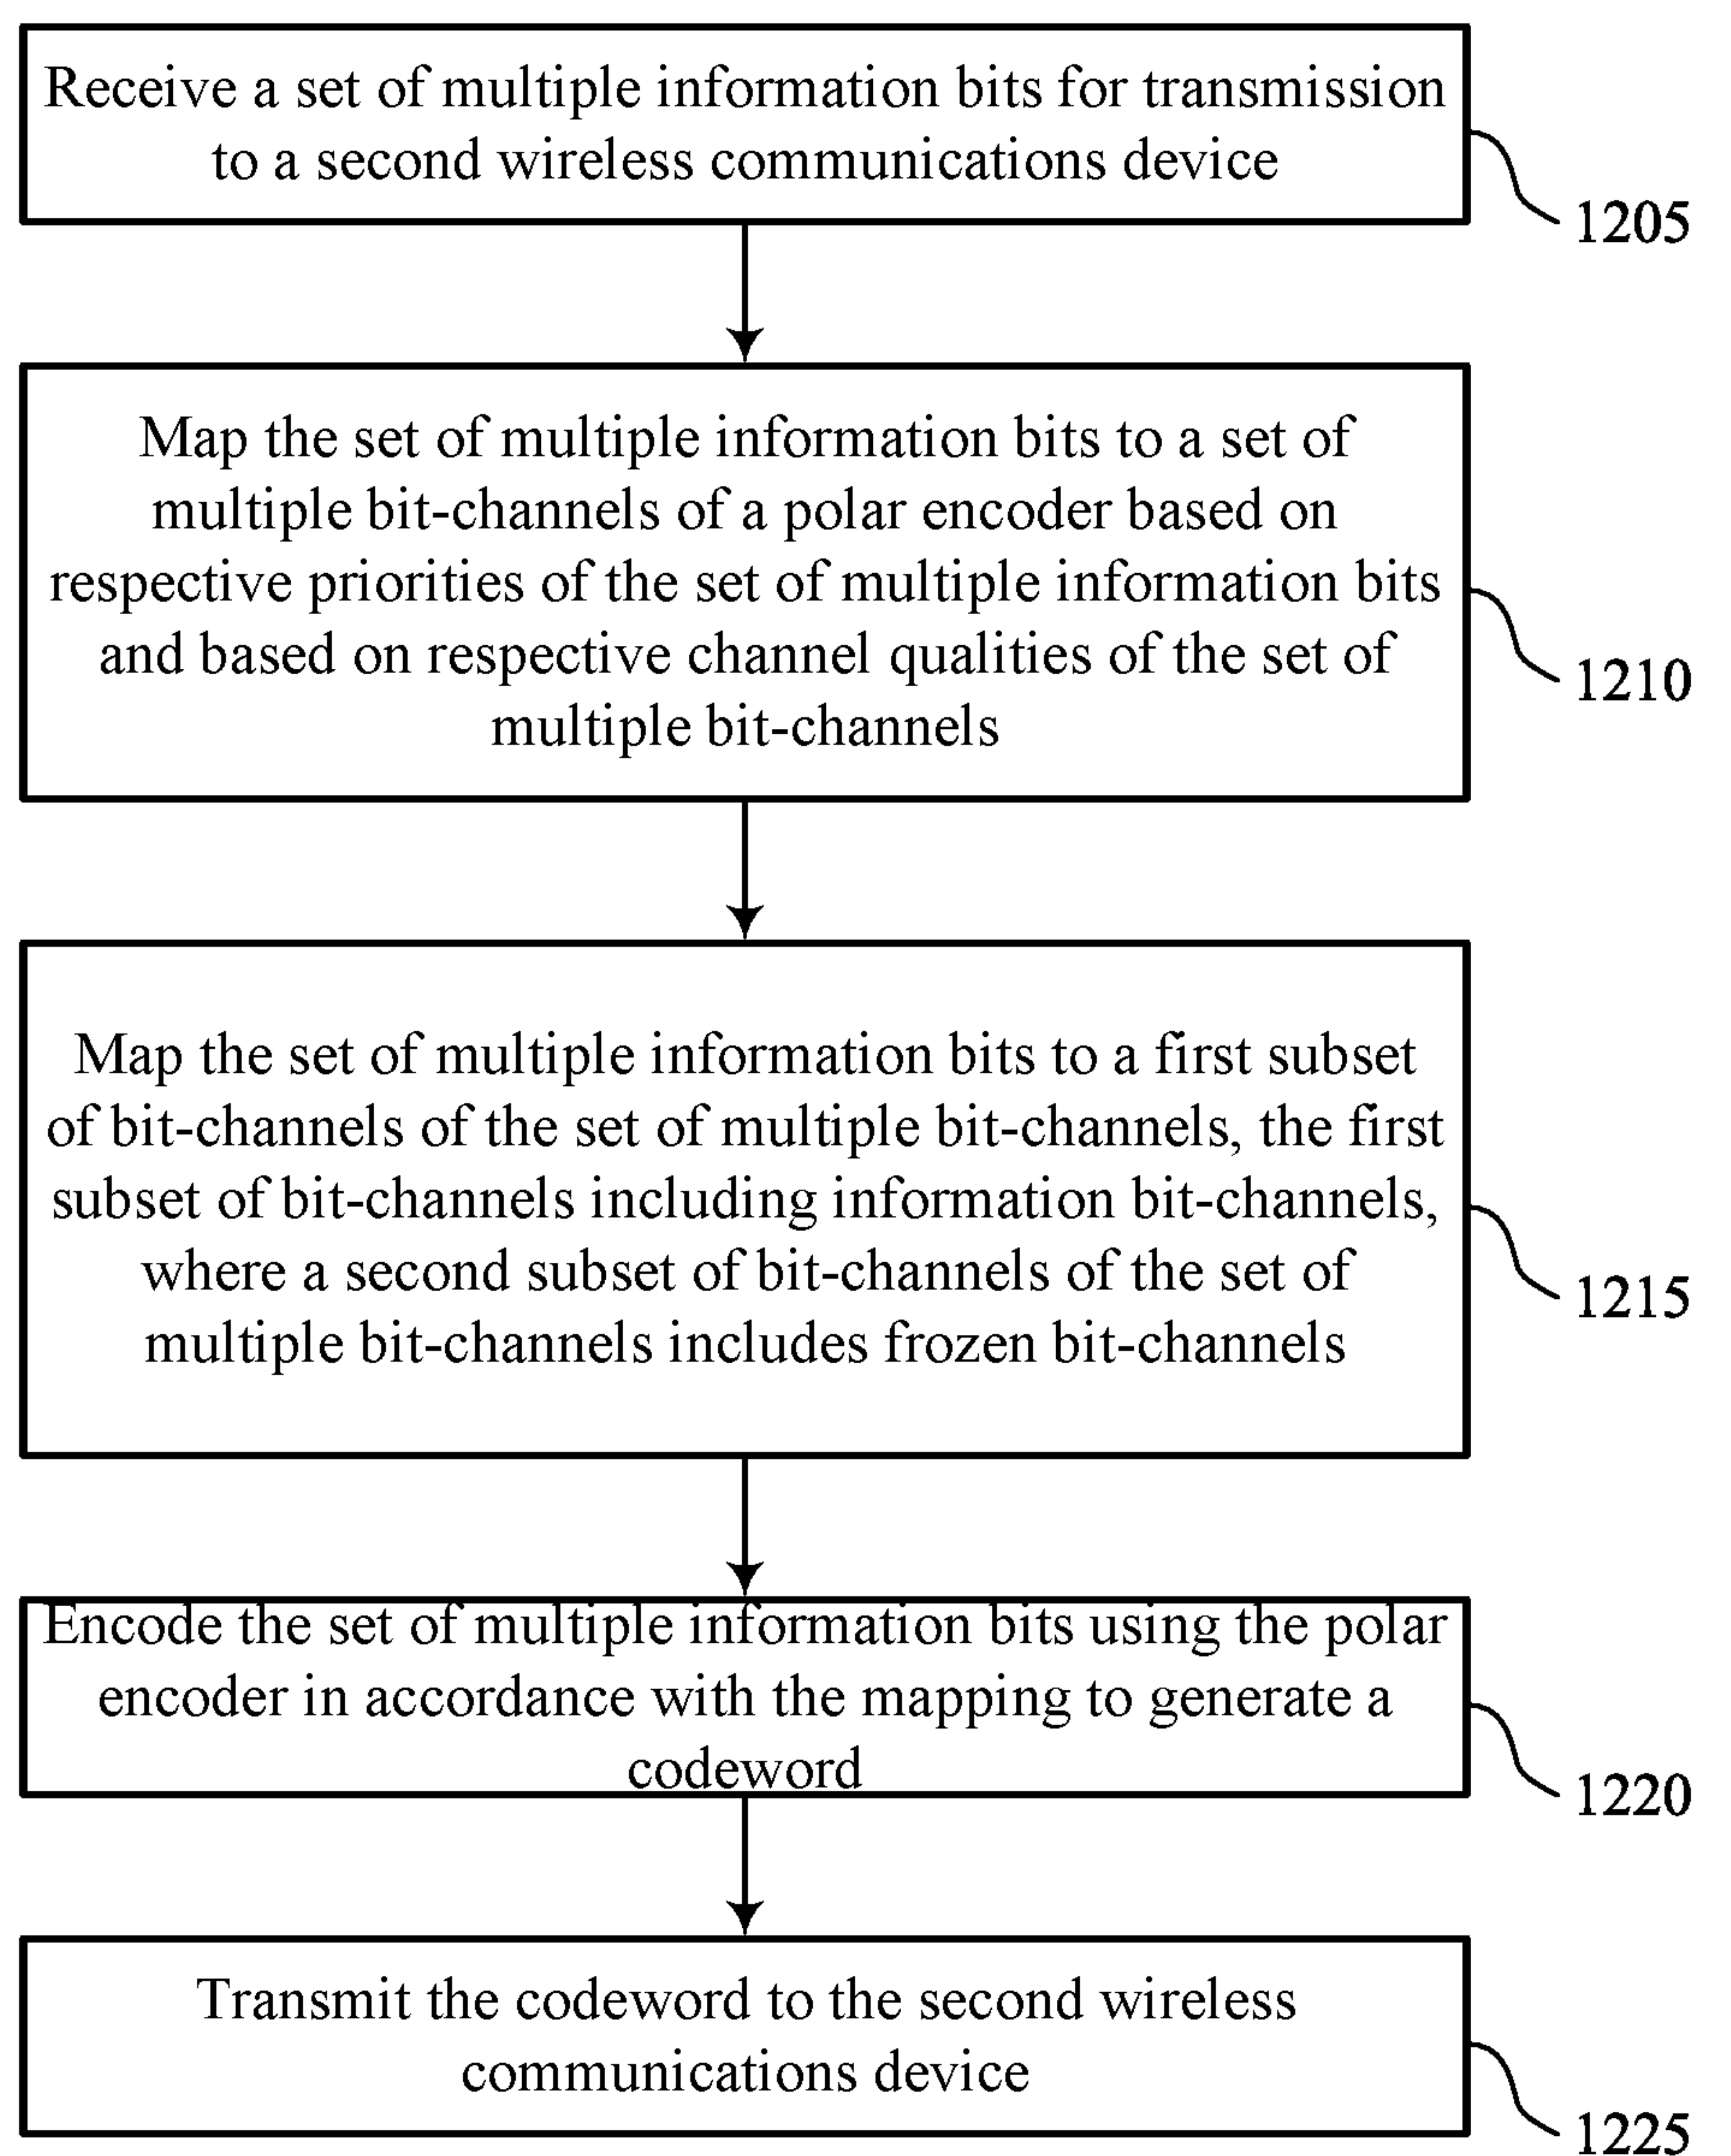 Receive a set of multiple information bits for transmission
to a second wireless communications device
1205
Map the set of multiple information bits to a set of
multiple bit-channels of a polar encoder based on
respective priorities of the set of multiple information bits
and based on respective channel qualities of the set of
multiple bit-channels
1210
Map the set of multiple information bits to a first subset
of bit-channels of the set of multiple bit-channels, the first
subset of bit-channels including information bit-channels,
where a second subset of bit-channels of the set of
multiple bit-channels includes frozen bit-channels
1215
Encode the set of multiple information bits using the polar
encoder in accordance with the mapping to generate a
codeword
1220
Transmit the codeword to the second wireless
communications device
1225